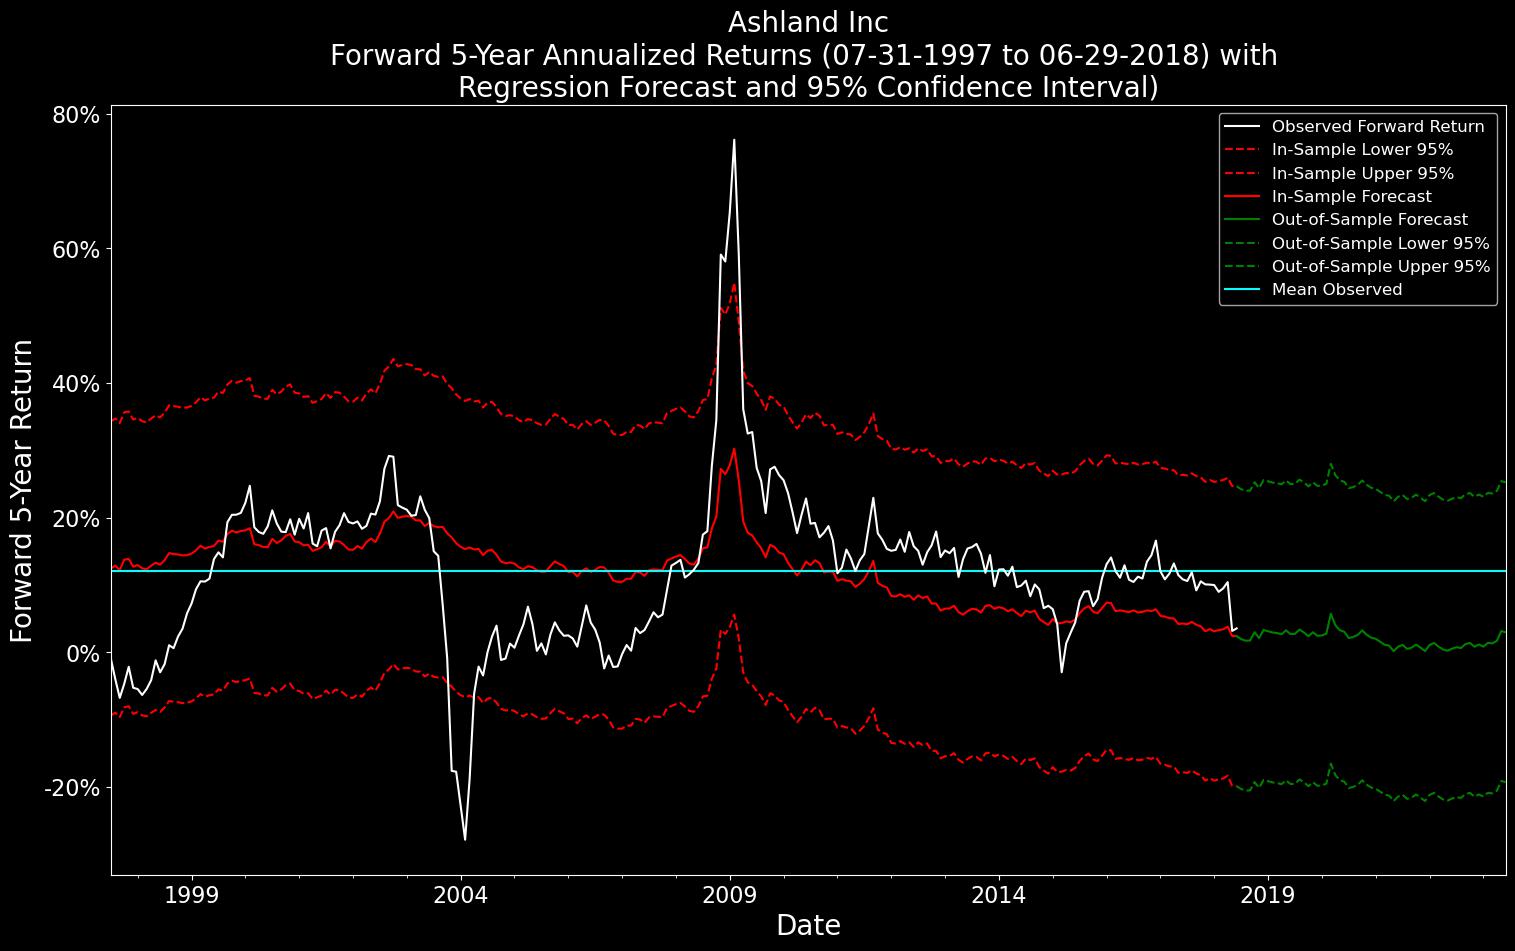 Ashland Inc
Forward 5-Year Annualized Returns (07-31-1997 to 06-29-2018) with
Regression Forecast and 95% Confidence Interval)
80%
60%
40%
20%
0%
-20%
Forward 5-Year Return
Observed Forward Return
In-Sample Lower 95%
In-Sample Upper 95%
In-Sample Forecast
Out-of-Sample Forecast
Out-of-Sample Lower 95%
Out-of-Sample Upper 95%
Mean Observed
1999 2004 2009 2014 2019
Date